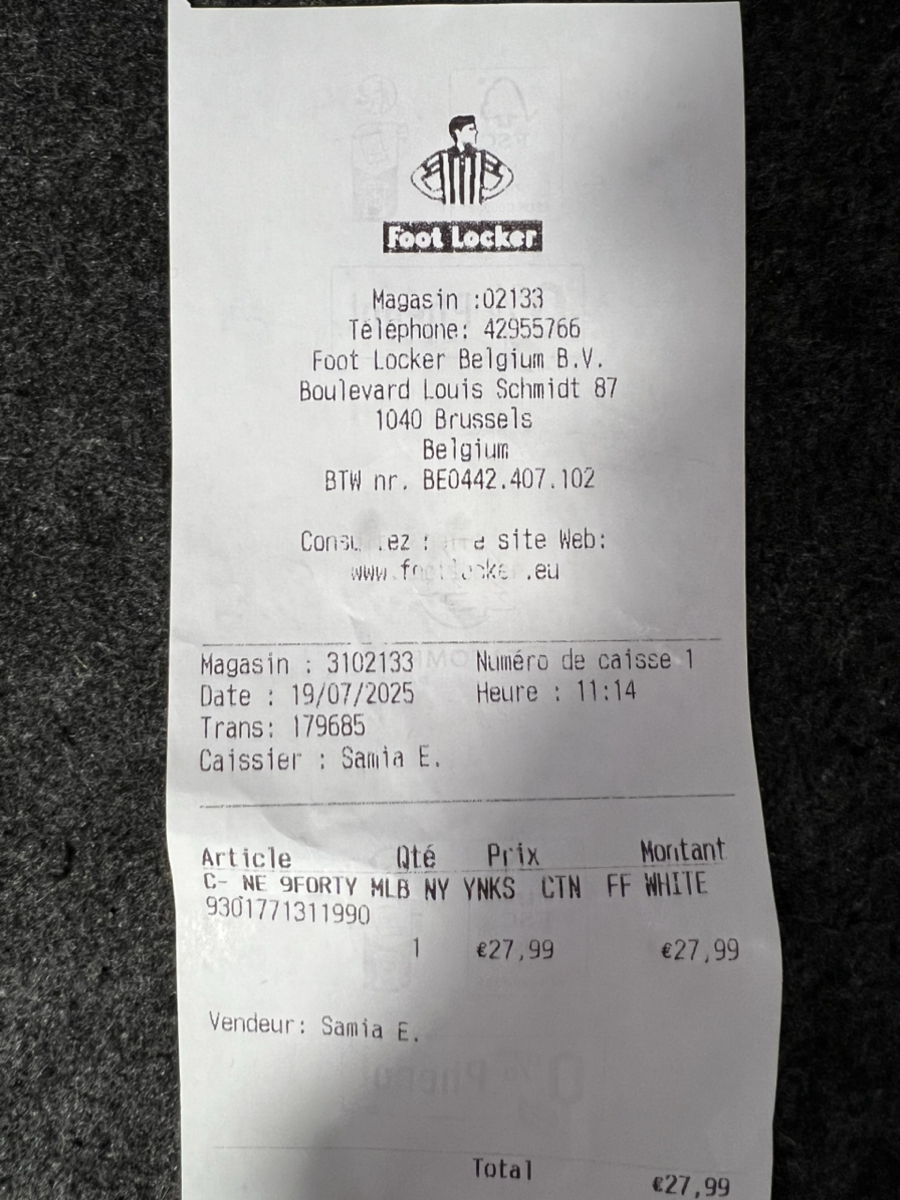 Foot Locker
Magasin :02133
Téléphone: 42955766
Foot Locker Belgium B.V.
Boulevard Louis Schmidt 87
1040 Brussels
Belgium
BTW nr. BE0442.407.102
site Web:
Magasin : 3102133 Numéro de caisse 1
Date : 19/07/2025 Heure : 11:14
Trans: 179685
Caissier : Samia E.
Article Qté Prix Montant
C- NE 9FORTY MLB NY YNKS CTN FF WHITE
9301771311990
1 €27,99 €27,99
Vendeur: Samia E.
Total €27,99